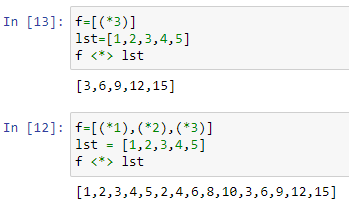 In [13]: f=[(*3)]
lst=[1,2,3,4,5]
f <*> lst
[3,6,9,12,15]
In [12]: f=[(*1),(*2),(*3)]
lst = [1,2,3,4,5]
f <*> lst
[1,2,3,4,5,2,4,6,8,10,3,6,9,12,15]